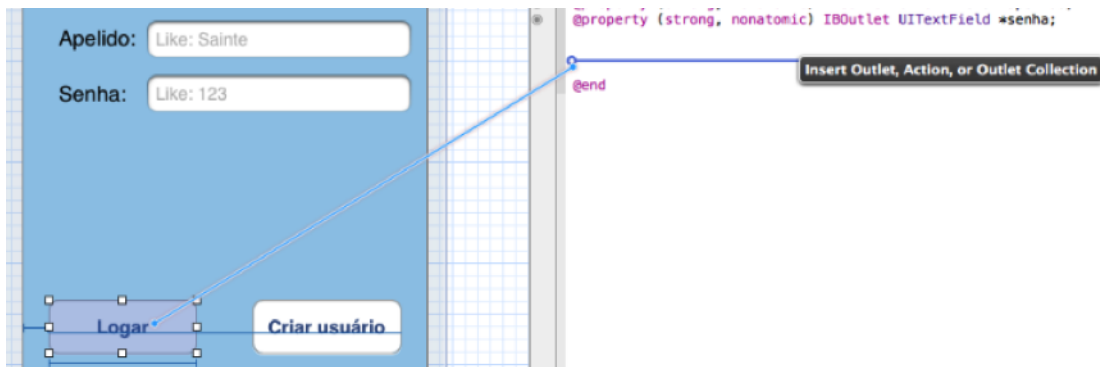 Apelido:
Like: Sainte
Senha:
Like: 123
Logar
Criar usuário
@property (strong, nonatomic) IBOutlet UITextField *senha;
Insert Outlet, Action, or Outlet Collection
@end